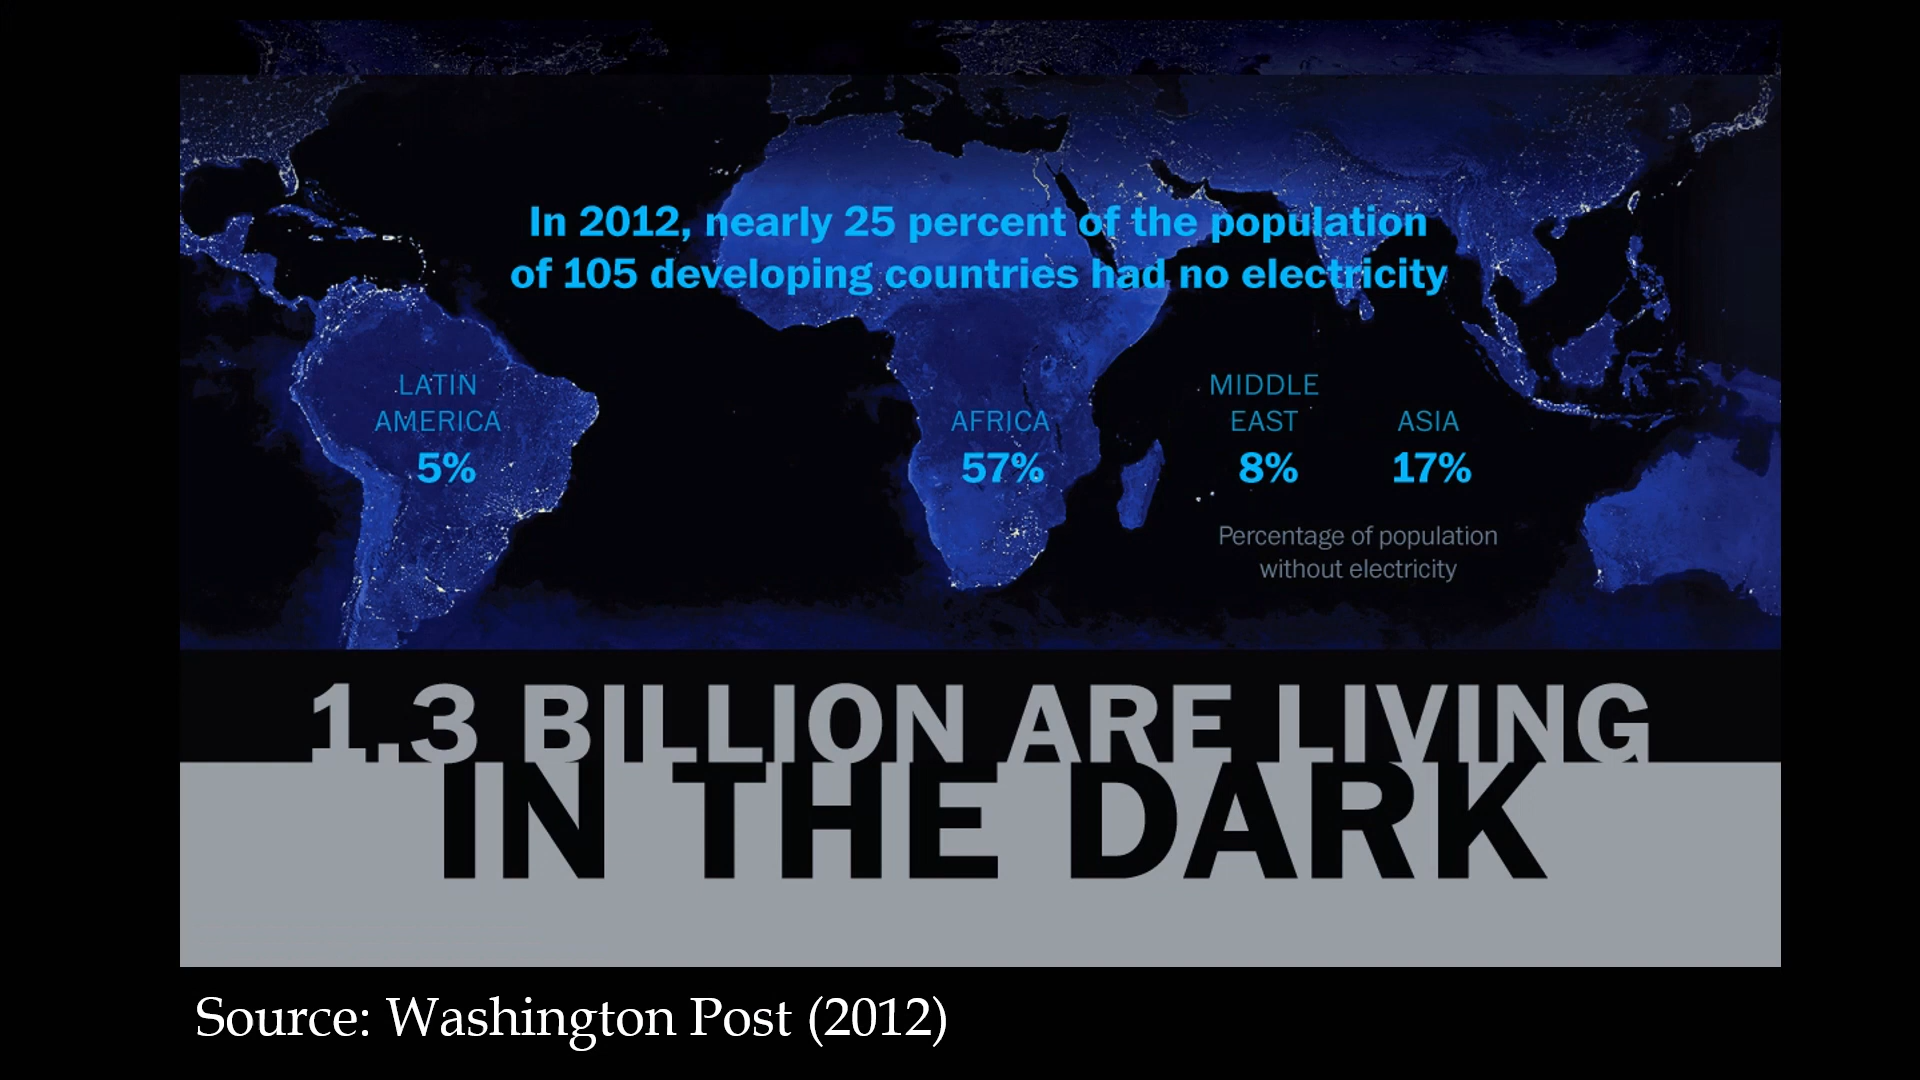 In 2012, nearly 25 percent of the population
of 105 developing countries had no electricity
LATIN
AMERICA
5%
AFRICA
57%
MIDDLE
EAST
8%
ASIA
17%
Percentage of population
without electricity
1.3 BILLION ARE LIVING
IN THE DARK
Source: Washington Post (2012)